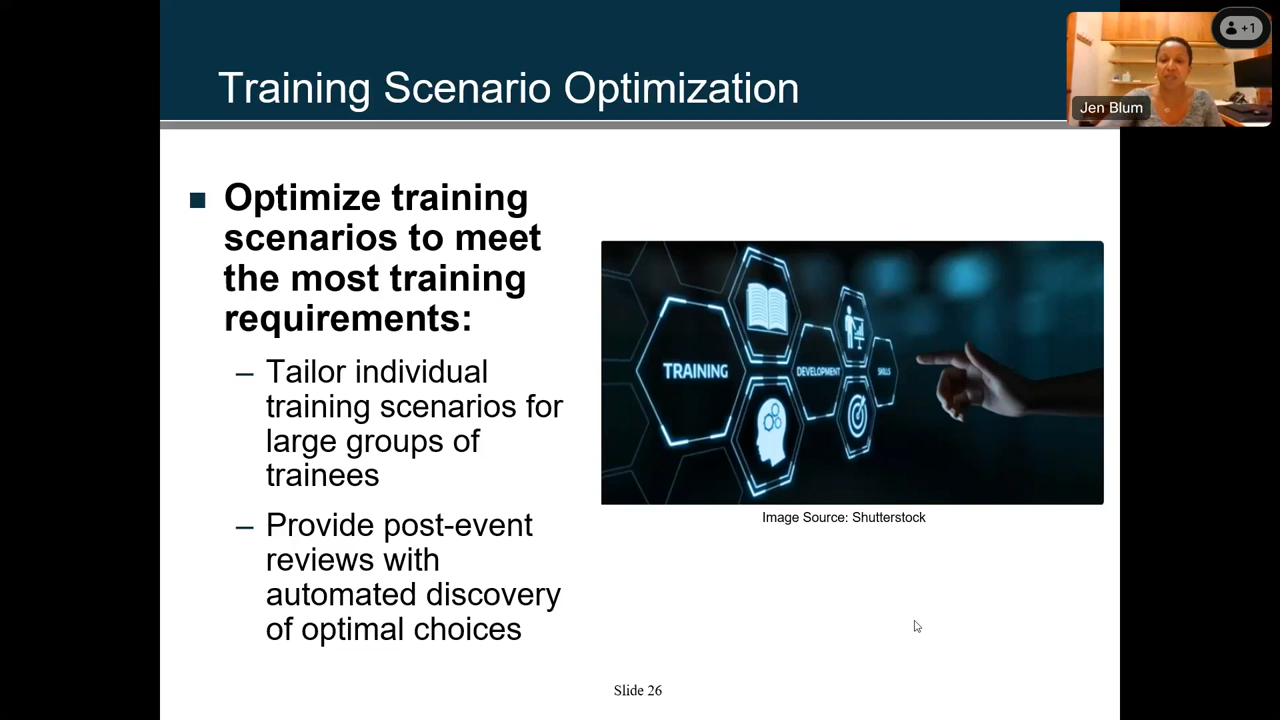 Training Scenario Optimization
+1
Jen Blum
■ Optimize training
scenarios to meet
the most training
requirements:
– Tailor individual
training scenarios for
large groups of
trainees
– Provide post-event
reviews with
automated discovery
of optimal choices
TRAINING
DEVELOPMENT
SKILLS
Image Source: Shutterstock
Slide 26